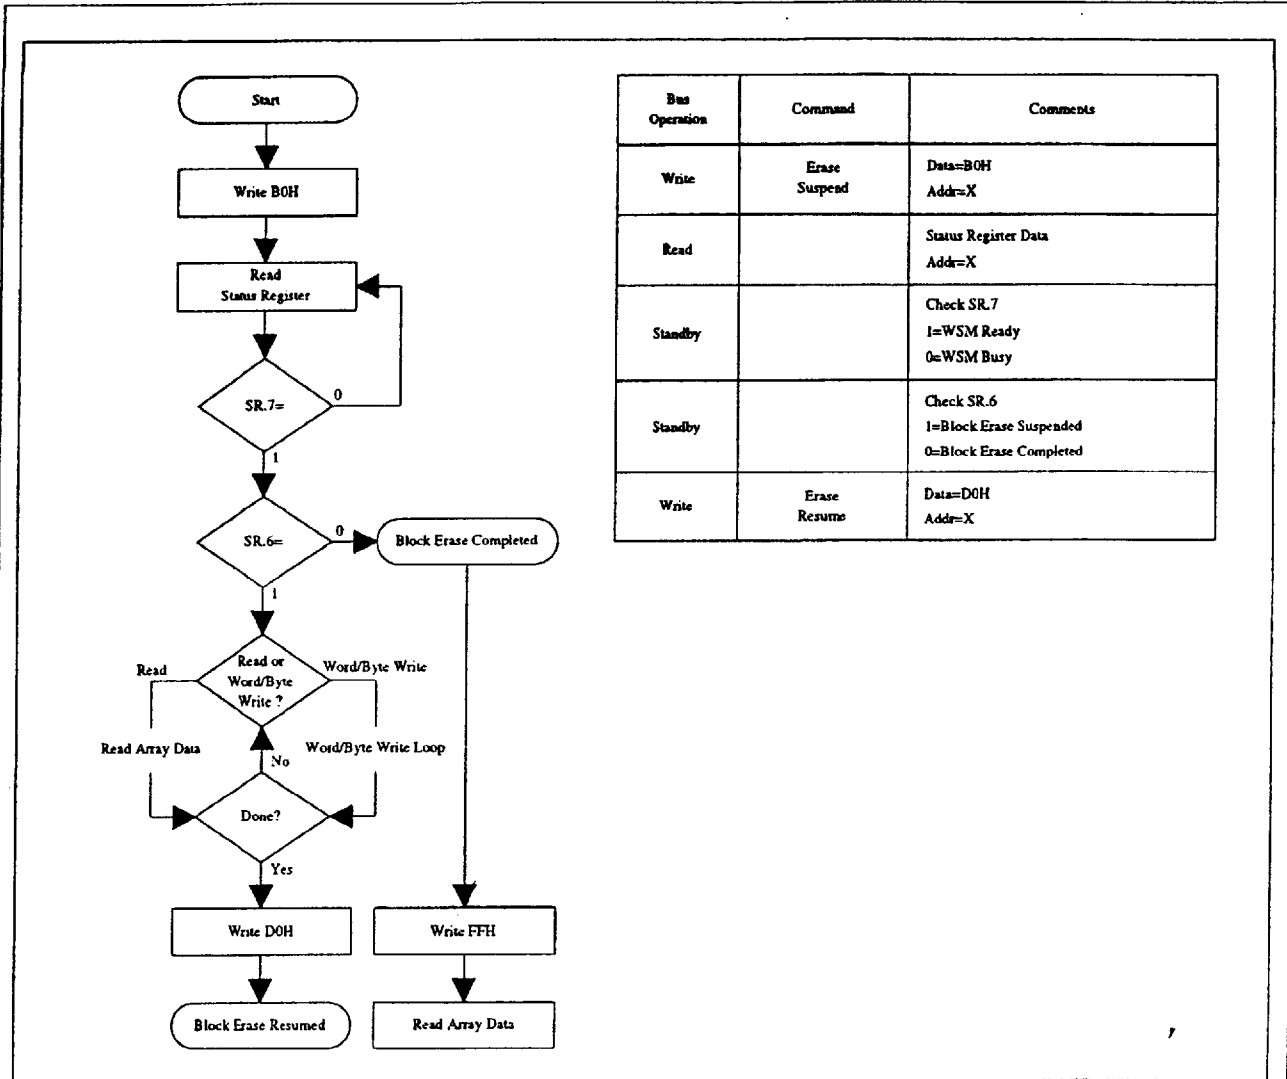 Start
Write B0H
Read
Status Register
SR.7=
0
1
SR.6=
0
Block Erase Completed
1
Read
Read or
Word/Byte
Write ?
Word/Byte Write
Read Array Data
Word/Byte Write Loop
No
Done?
Yes
Write D0H
Write FFH
Block Erase Resumed
Read Array Data
Bus
Operation
Command
Comments
Write
Erase
Suspend
Data=B0H
Addr=X
Read
Status Register Data
Addr=X
Standby
Check SR.7
1=WSM Ready
0=WSM Busy
Standby
Check SR.6
1=Block Erase Suspended
0=Block Erase Completed
Write
Erase
Resume
Data=D0H
Addr=X